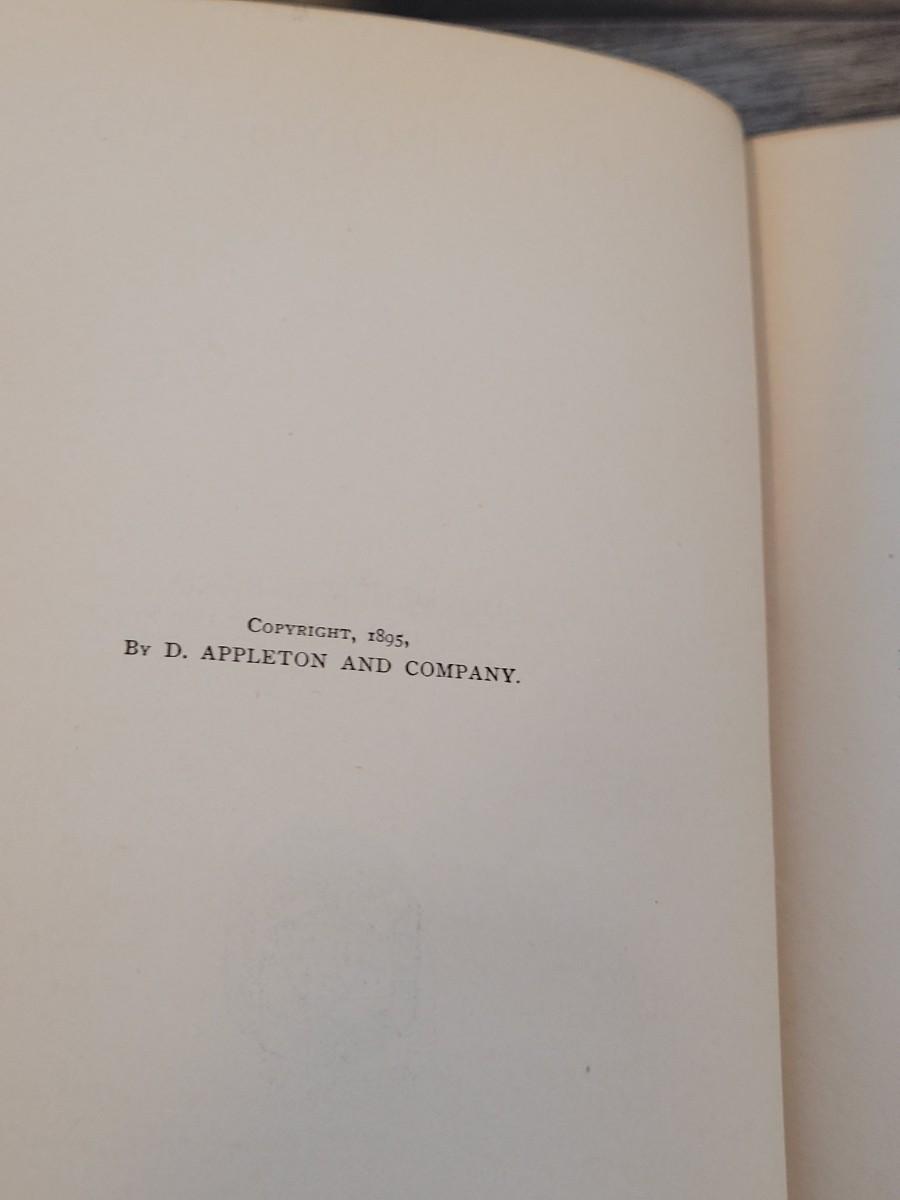 Copyright, 1895,
By D. APPLETON AND COMPANY.